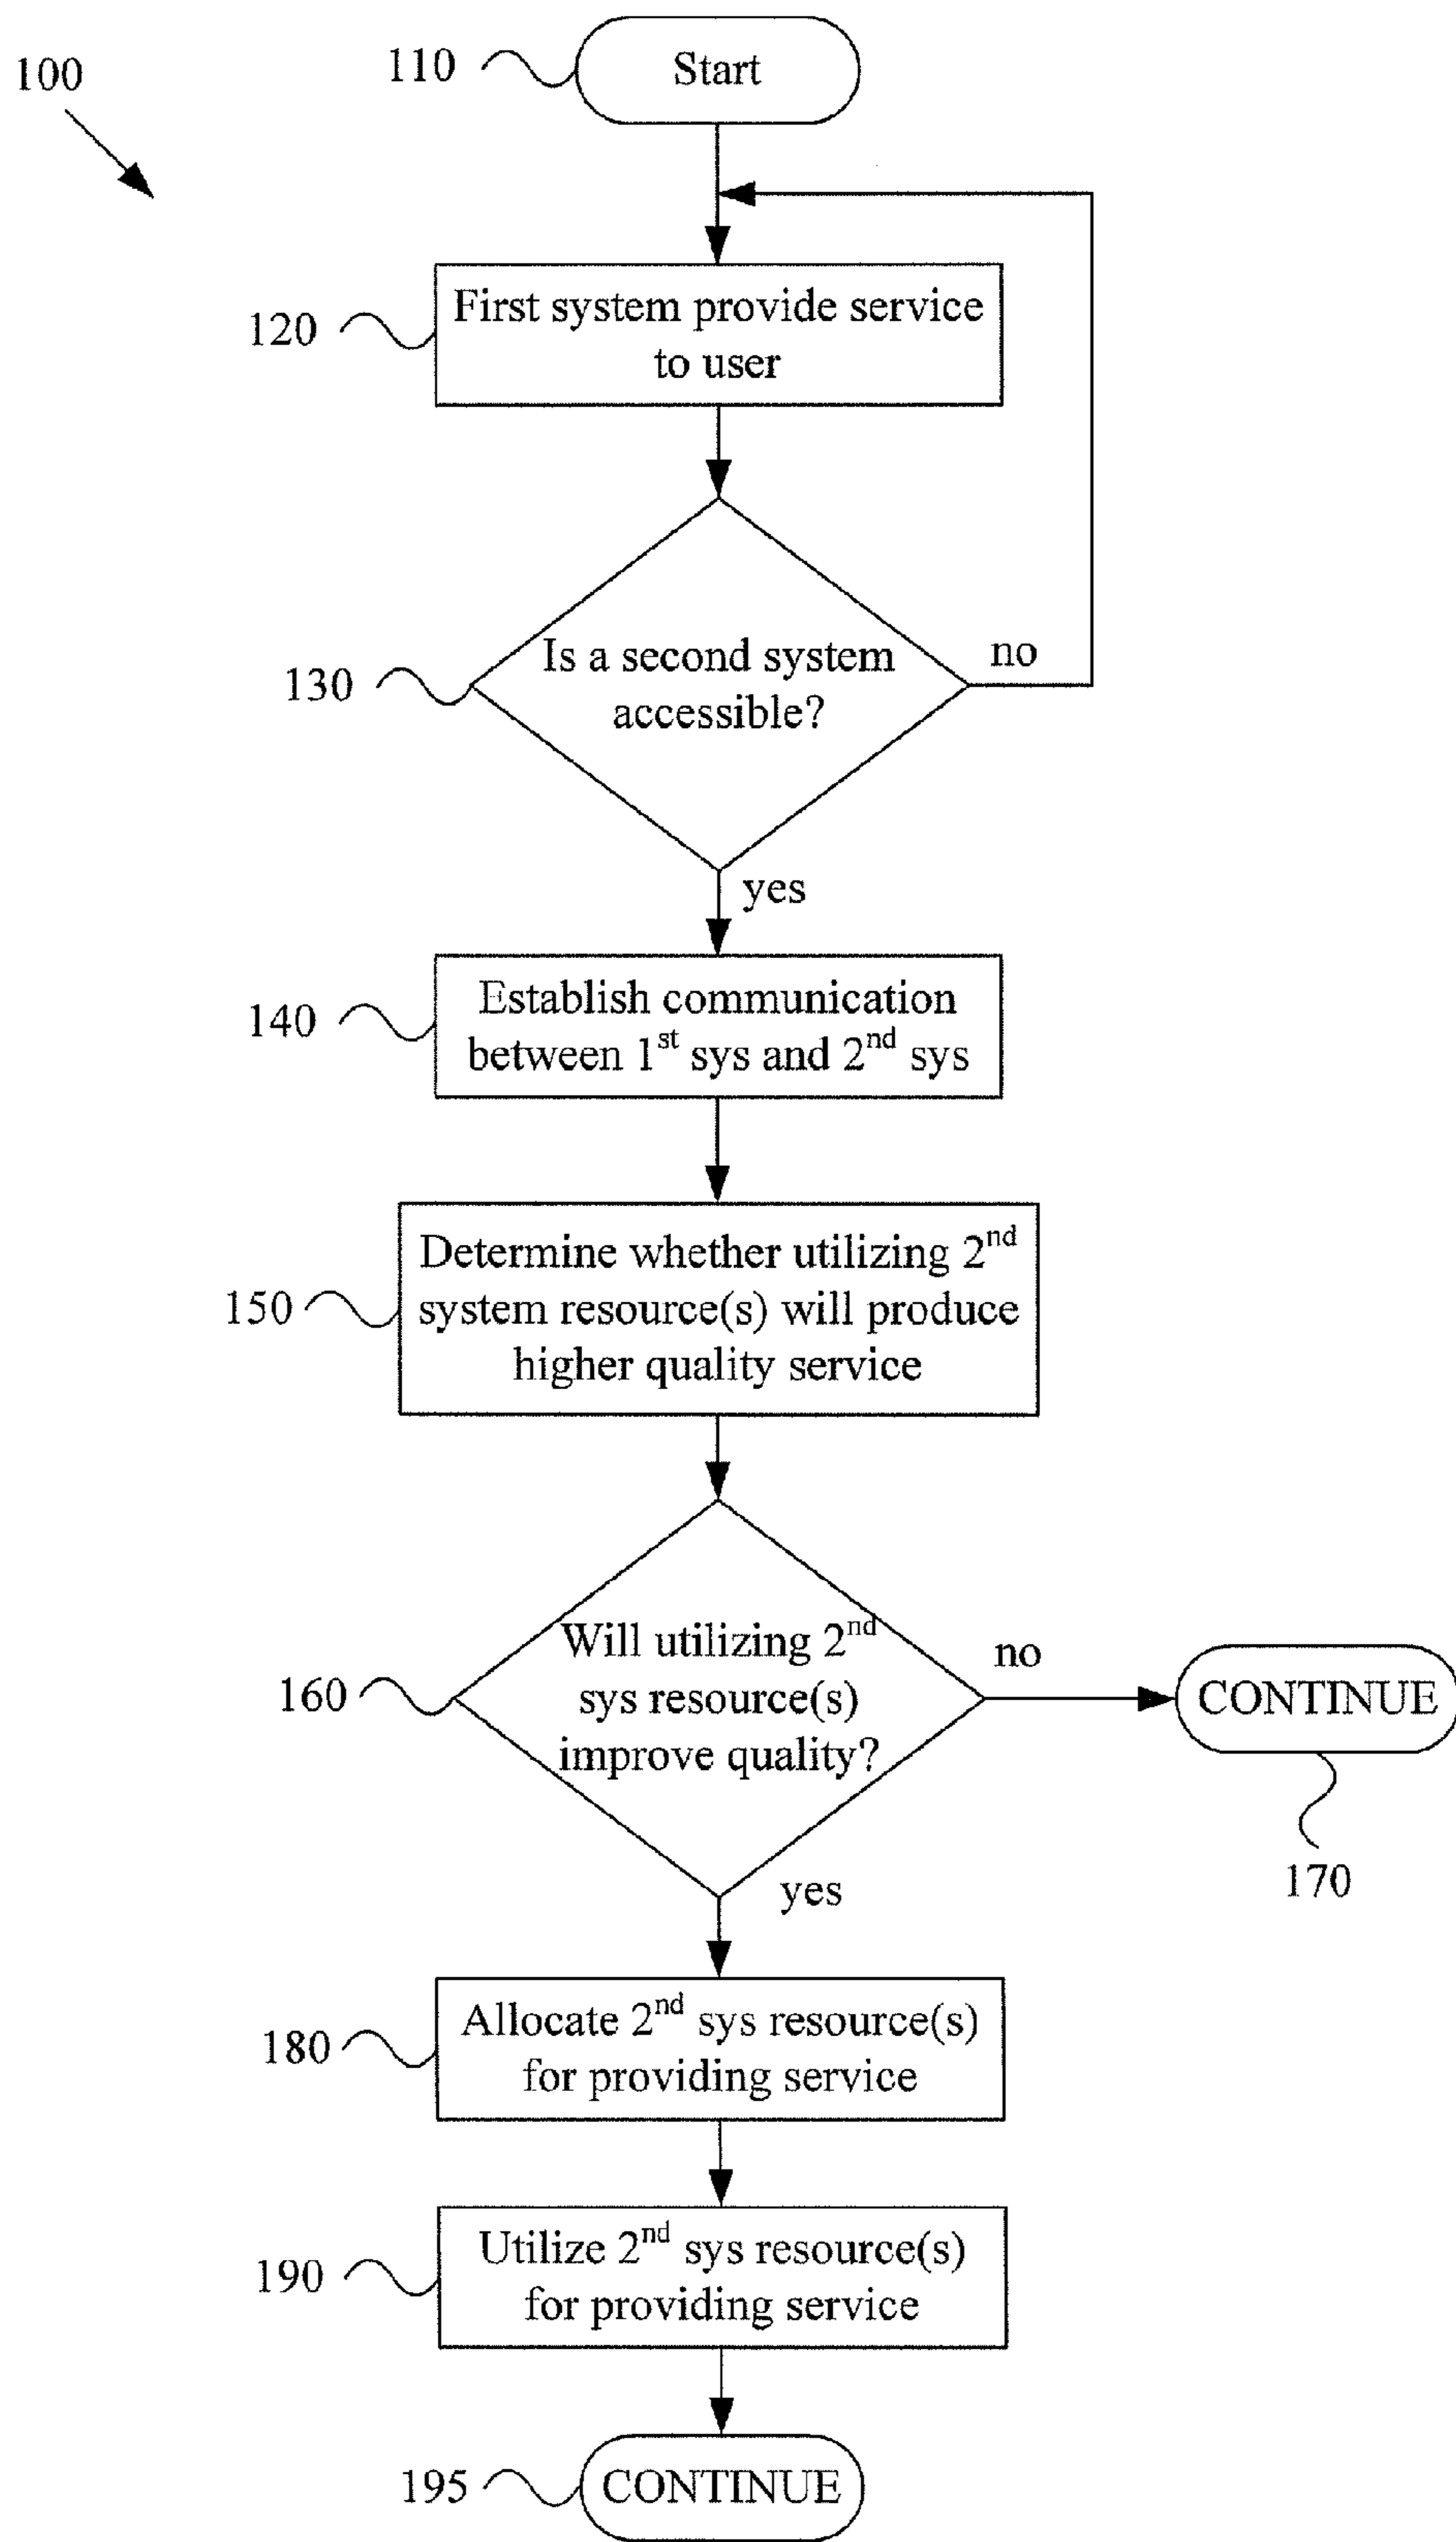 100
110
Start
120
First system provide service
to user
130
Is a second system
accessible?
no
yes
140
Establish communication
between 1st sys and 2nd sys
150
Determine whether utilizing 2nd
system resource(s) will produce
higher quality service
160
Will utilizing 2nd
sys resource(s)
improve quality?
no
CONTINUE
170
yes
180
Allocate 2nd sys resource(s)
for providing service
190
Utilize 2nd sys resource(s)
for providing service
195
CONTINUE